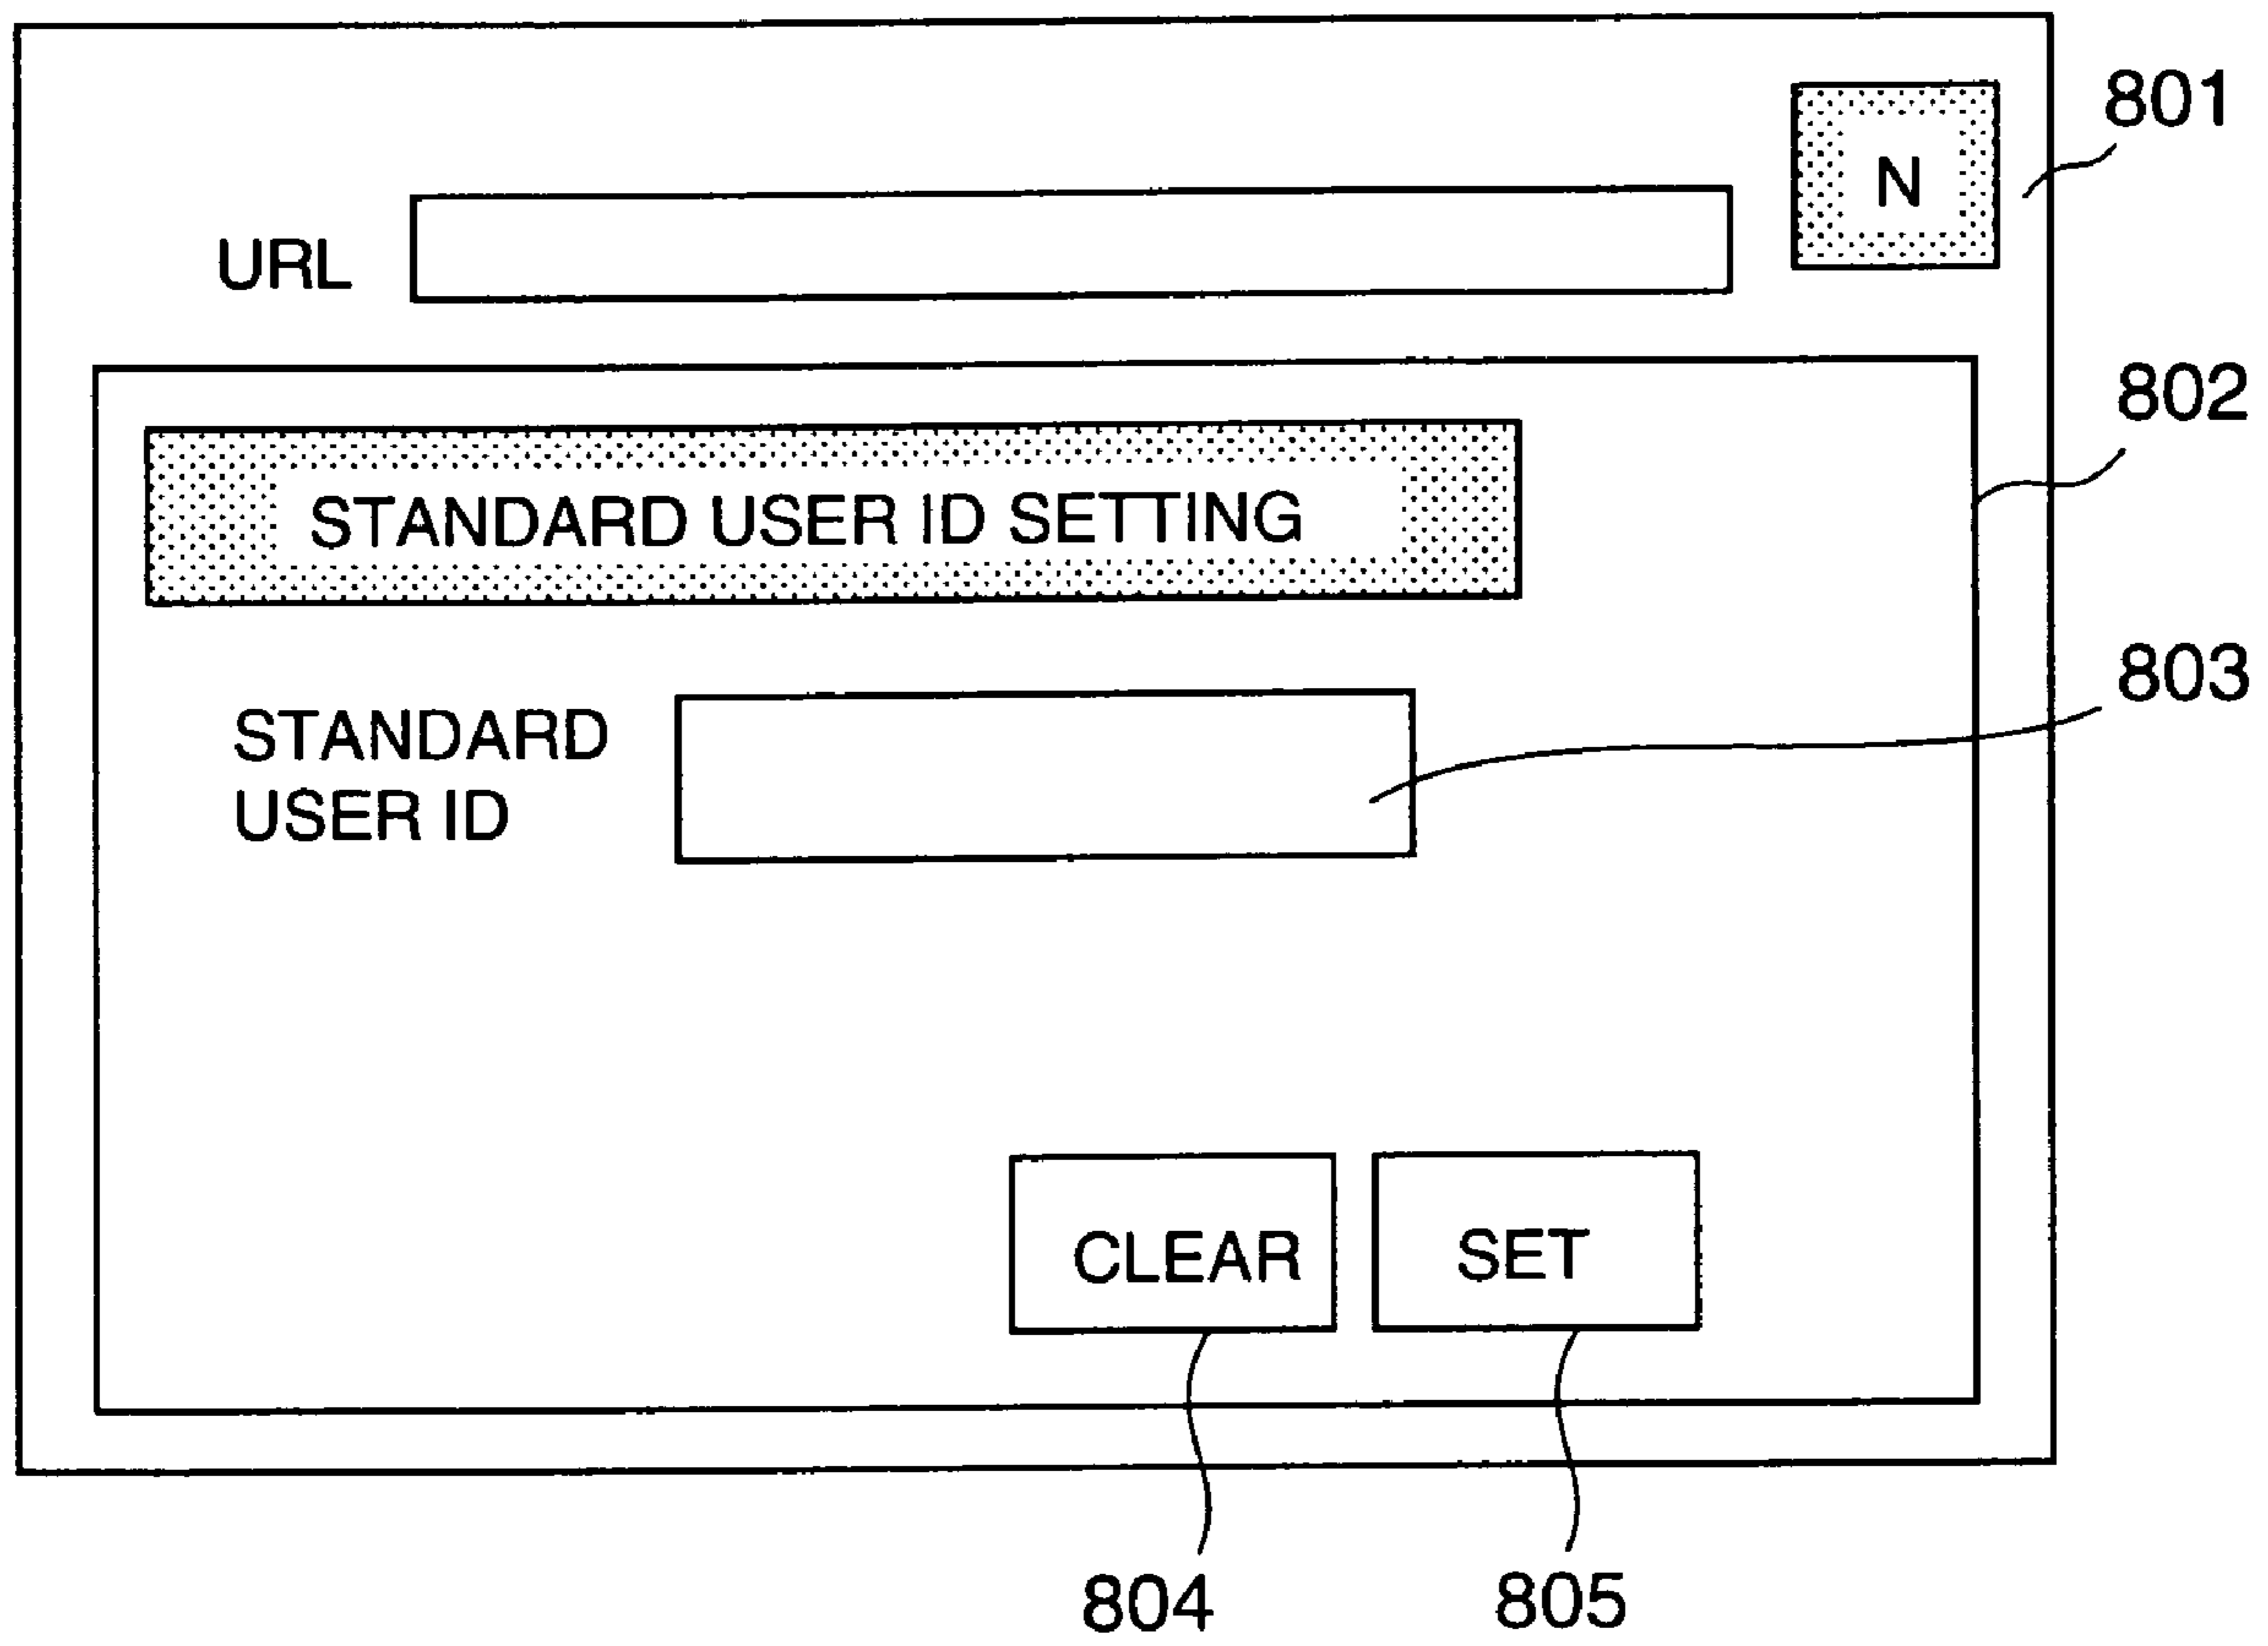 801
N
URL
802
STANDARD USER ID SETTING
803
STANDARD
USER ID
CLEAR
SET
804
805